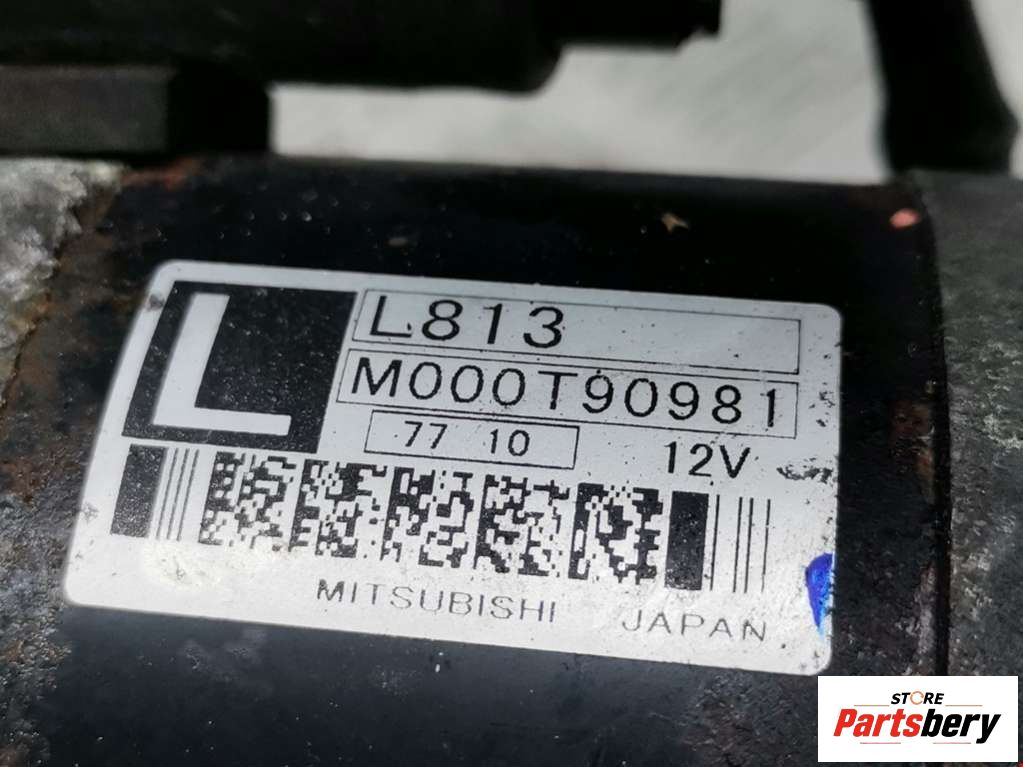 L
L813
M000T90981
77 10
12V
MITSUBISHI JAPAN
STORE
Partsbery